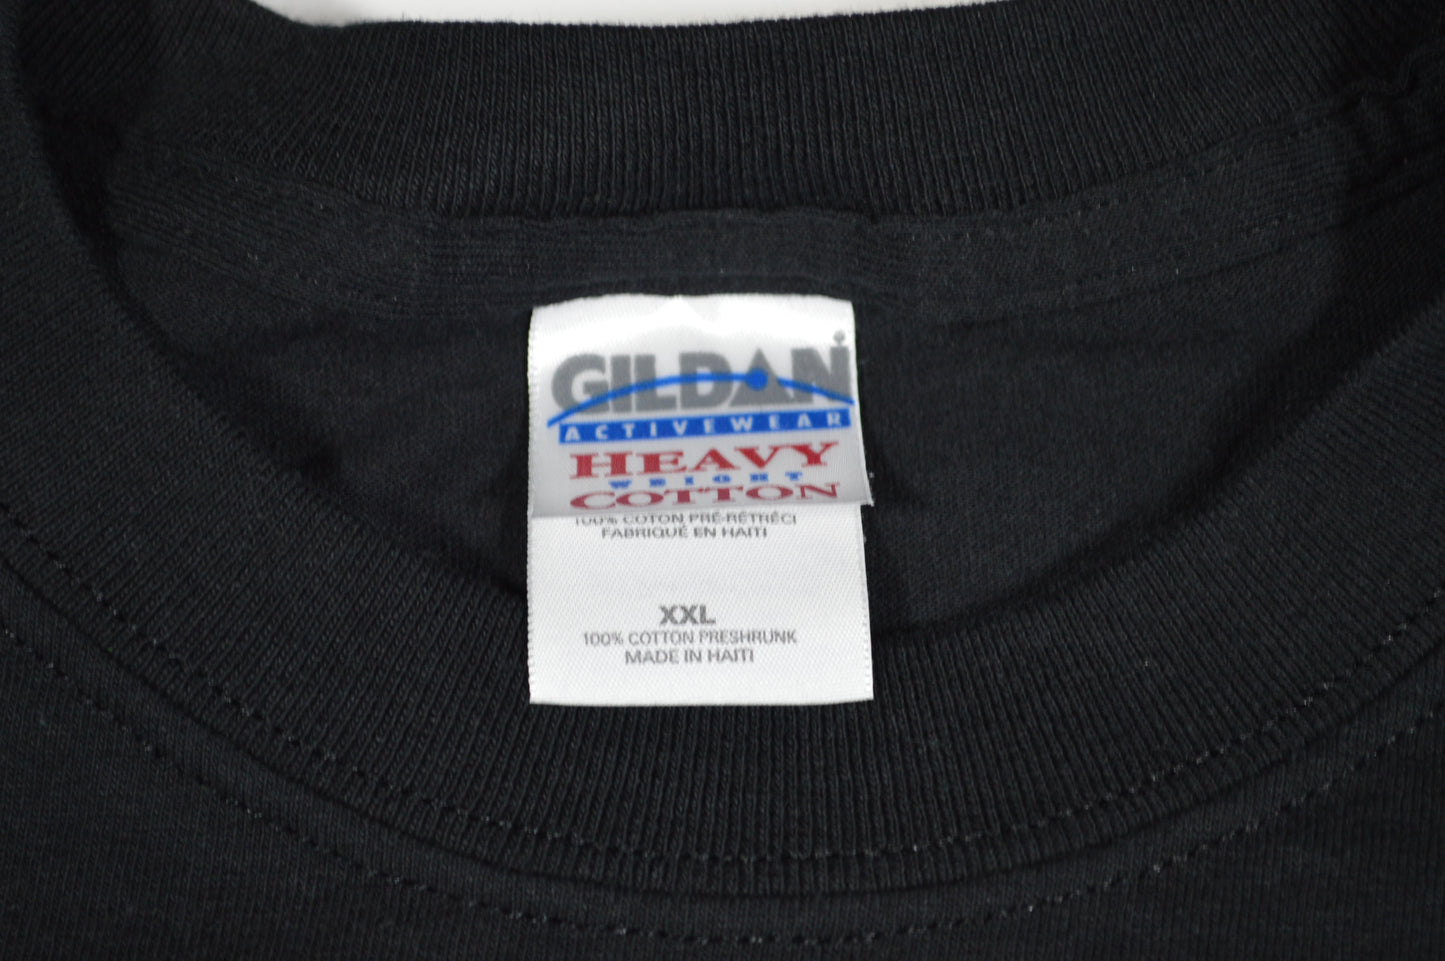 GILDAN
ACTIVEWEAR
HEAVY
WEIGHT
COTTON
100% COTON PRÉ-RÉTRÉCI
FABRIQUÉ EN HAITI
XXL
100% COTTON PRESHRUNK
MADE IN HAITI